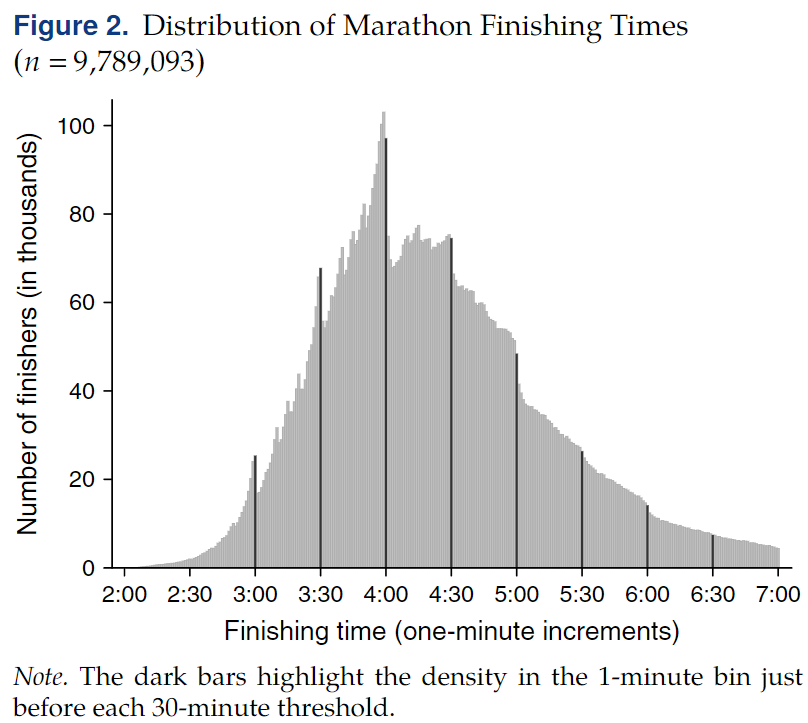 Figure 2. Distribution of Marathon Finishing Times
(n = 9,789,093)
Number of finishers (in thousands)
100
80
60
40
20
0
2:00 2:30 3:00 3:30 4:00 4:30 5:00 5:30 6:00 6:30 7:00
Finishing time (one-minute increments)
Note. The dark bars highlight the density in the 1-minute bin just
before each 30-minute threshold.